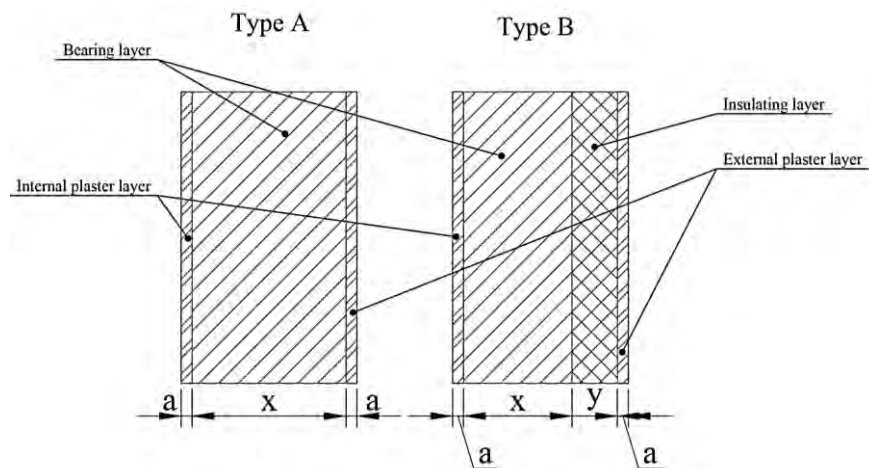 Type A
Type B
Bearing layer
Insulating layer
External plaster layer
Internal plaster layer
a
x
a
x
y
a
a